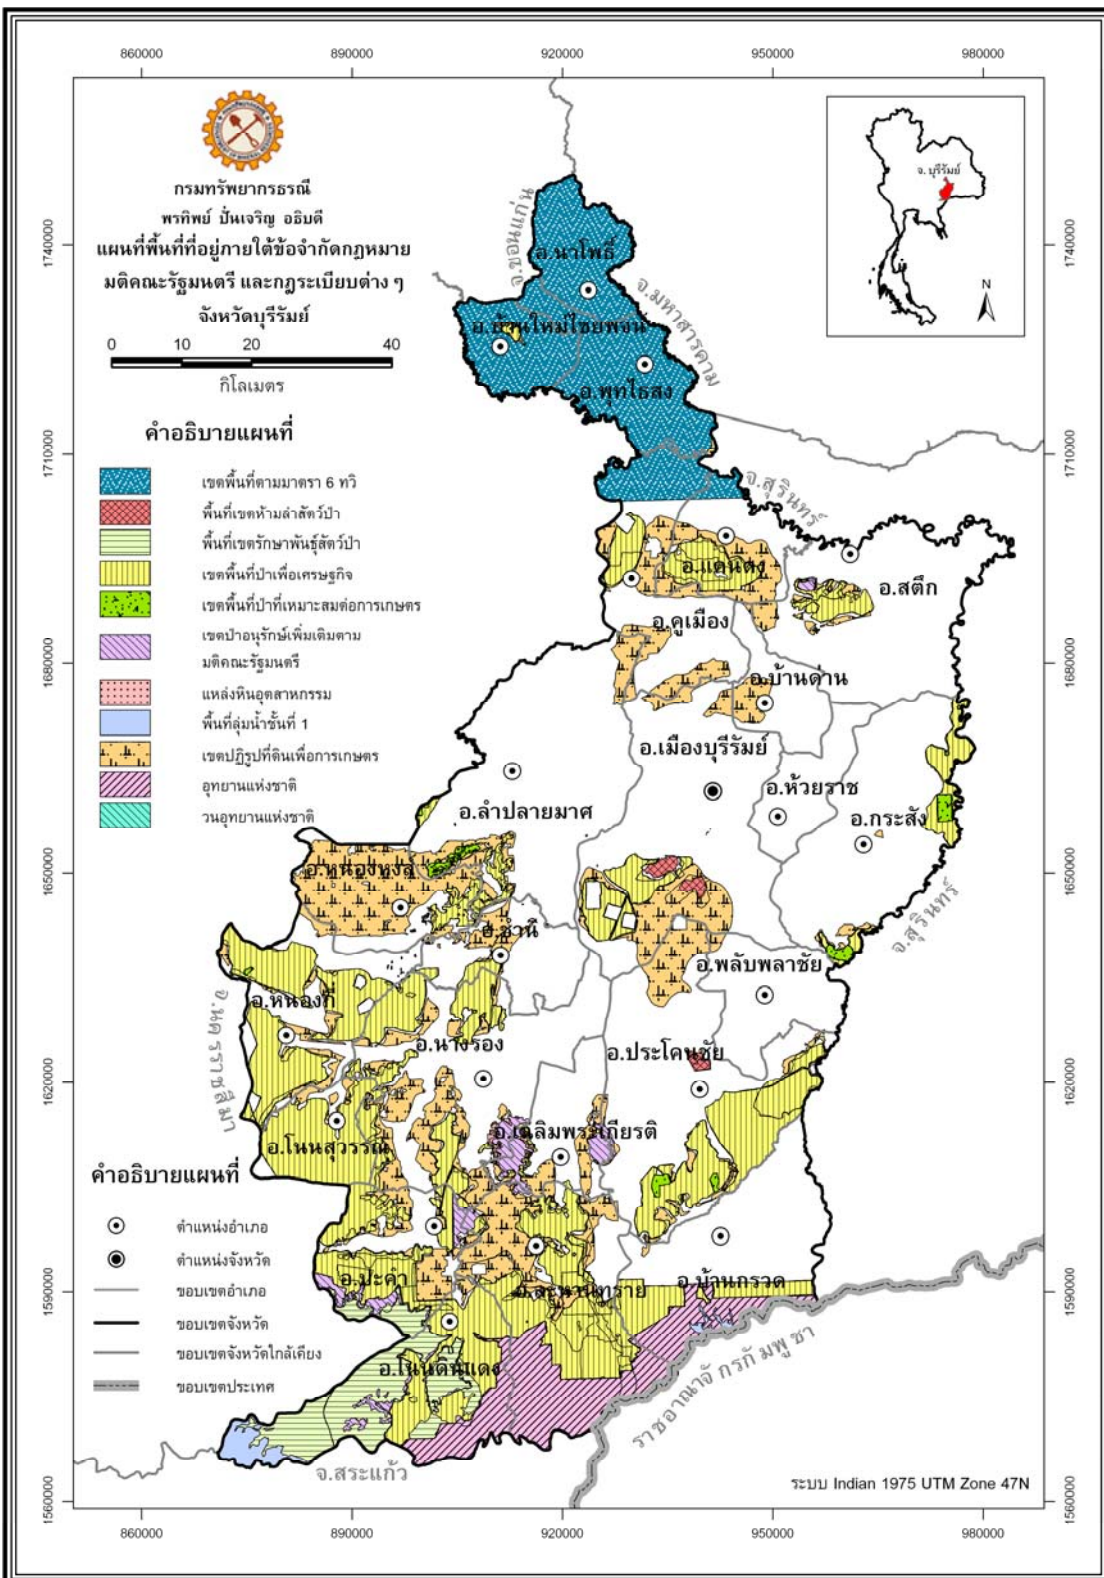 860000 890000 920000 950000 980000
กรมทรัพยากรธรณี
พรทิพย์ ปั่นเจริญ อธิบดี
แผนที่พื้นที่ที่อยู่ภายใต้ข้อจำกัดกฎหมาย
มติคณะรัฐมนตรี และกฎระเบียบต่าง ๆ
จังหวัดบุรีรัมย์
0 10 20 40
กิโลเมตร
จ. บุรีรัมย์
N
คำอธิบายแผนที่
เขตพื้นที่ตามมาตรา 6 ทวิ
พื้นที่เขตห้ามล่าสัตว์ป่า
พื้นที่เขตรักษาพันธุ์สัตว์ป่า
เขตพื้นที่ป่าเพื่อเศรษฐกิจ
เขตพื้นที่ป่าที่เหมาะสมต่อการเกษตร
เขตป่าอนุรักษ์เพิ่มเติมตาม
มติคณะรัฐมนตรี
แหล่งหินอุตสาหกรรม
พื้นที่ลุ่มน้ำชั้นที่ 1
เขตปฏิรูปที่ดินเพื่อการเกษตร
อุทยานแห่งชาติ
วนอุทยานแห่งชาติ
คำอธิบายแผนที่
ตำแหน่งอำเภอ
ตำแหน่งจังหวัด
ขอบเขตอำเภอ
ขอบเขตจังหวัด
ขอบเขตจังหวัดใกล้เคียง
ขอบเขตประเทศ
จ.ขอนแก่น
อ.นาโพธิ์
จ.มหาสารคาม
อ.บ้านใหม่ไชยพจน์
อ.พุทไธสง
จ.สุรินทร์
อ.แคนดง
อ.สตึก
อ.คูเมือง
อ.บ้านด่าน
อ.เมืองบุรีรัมย์
อ.ห้วยราช
อ.ลำปลายมาศ
อ.กระสัง
อ.หนองหงส์
อ.ชำนิ
จ.สุรินทร์
อ.พลับพลาชัย
อ.หนองกี่
จ.นครราชสีมา
อ.นางรอง
อ.ประโคนชัย
อ.เฉลิมพระเกียรติ
อ.โนนสุวรรณ
อ.ปะคำ
อ.ละหานทราย
อ.บ้านกรวด
อ.โนนดินแดง
ราชอาณาจักรกัมพูชา
จ.สระแก้ว
ระบบ Indian 1975 UTM Zone 47N
1740000 1740000
1710000 1710000
1680000 1680000
1650000 1650000
1620000 1620000
1590000 1590000
1560000 1560000
860000 890000 920000 950000 980000